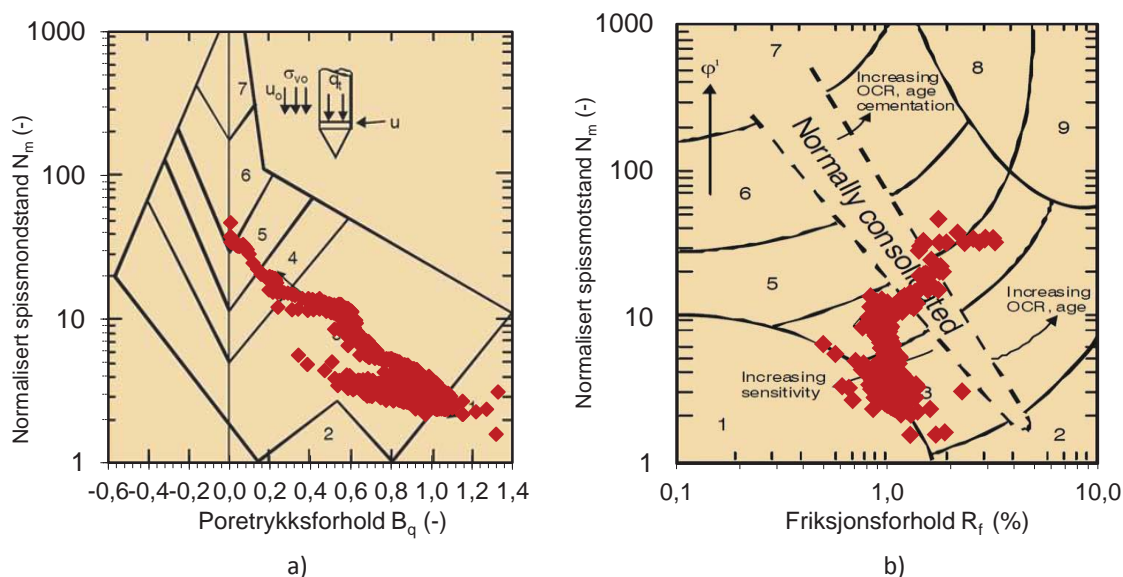 1000
100
10
1
Normalisert spissmondstand Nm (-)
7
σvo
uo
qt
u
6
5
4
2
1
-0,6 -0,4 -0,2 0,0 0,2 0,4 0,6 0,8 1,0 1,2 1,4
Poretrykksforhold Bq (-)
a)
1000
100
10
1
Normalisert spissmotstand Nm (-)
7
8
9
φ'
Increasing
OCR, age
cementation
Normally consolidated
6
5
Increasing
OCR, age
Increasing
sensitivity
3
1
2
0,1 1,0 10,0
Friksjonsforhold Rf (%)
b)